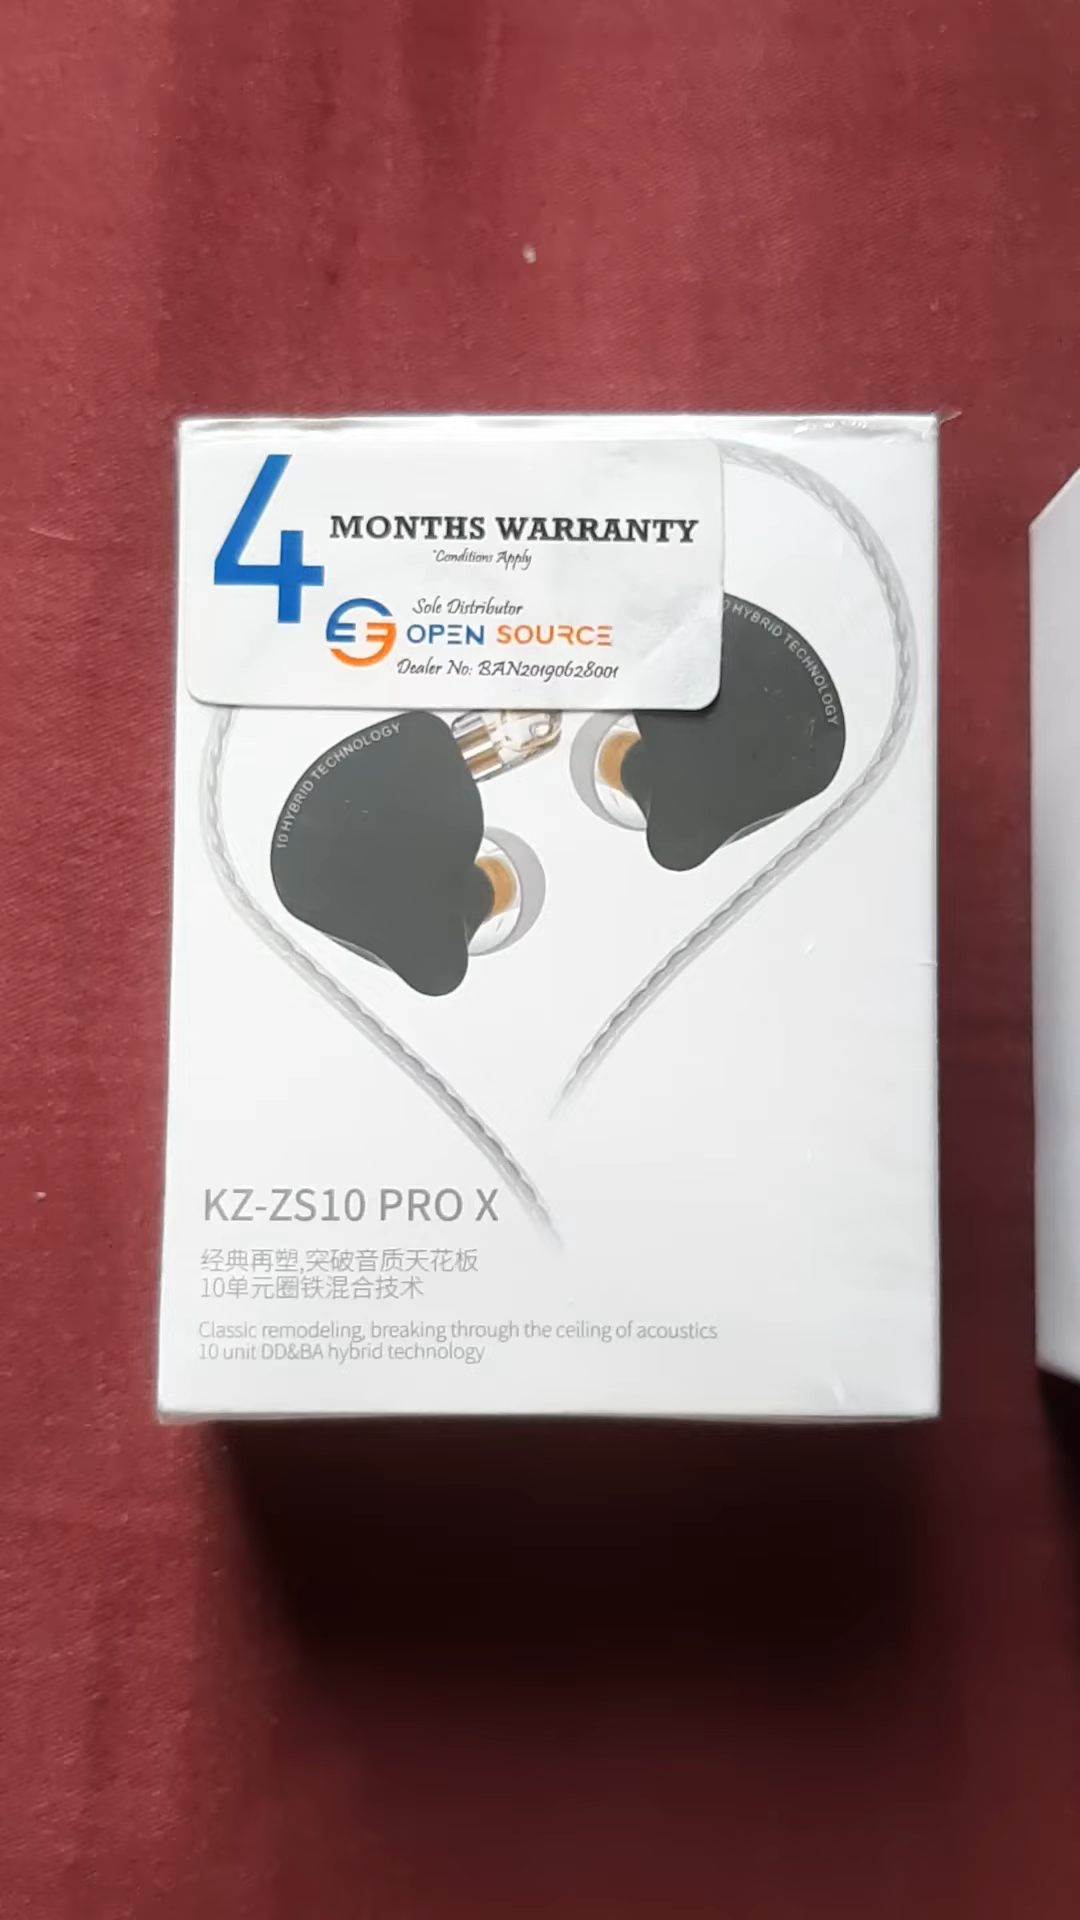 4
MONTHS WARRANTY
*Conditions Apply
Sole Distributor
OPEN SOURCE
Dealer No: BAN20190628001
10 HYBRID TECHNOLOGY
HYBRID TECHNOLOGY
KZ-ZS10 PRO X
经典再塑,突破音质天花板
10单元圈铁混合技术
Classic remodeling, breaking through the ceiling of acoustics
10 unit DD&BA hybrid technology